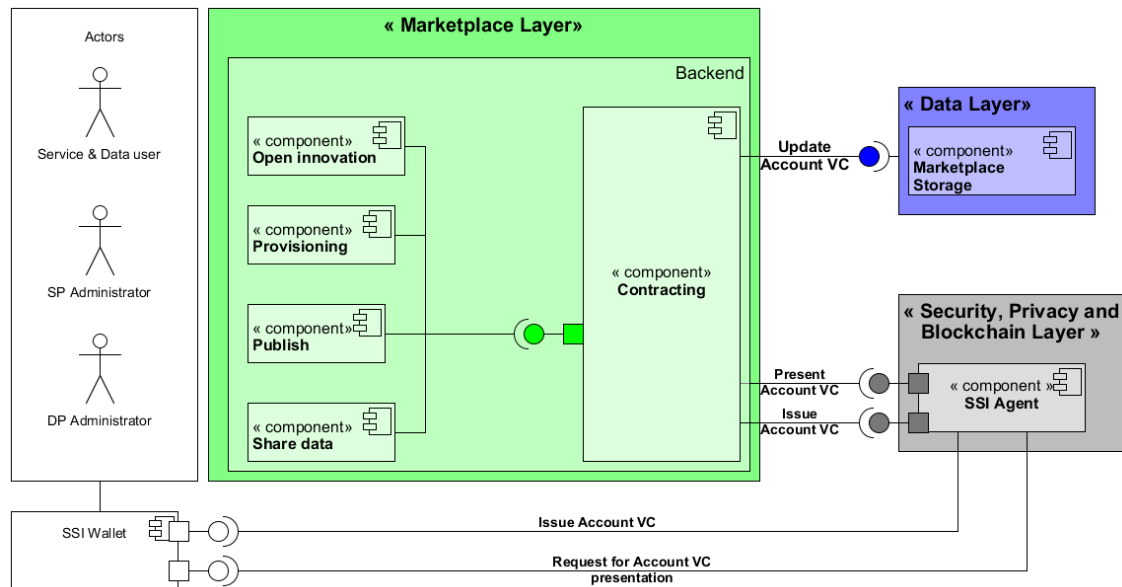 Actors
Service & Data user
SP Administrator
DP Administrator
« Marketplace Layer»
Backend
« component»
Open innovation
« component»
Provisioning
« component»
Publish
« component»
Share data
« component»
Contracting
Update
Account VC
« Data Layer»
« component»
Marketplace
Storage
Present
Account VC
Issue
Account VC
« Security, Privacy and
Blockchain Layer »
« component »
SSI Agent
SSI Wallet
Issue Account VC
Request for Account VC
presentation